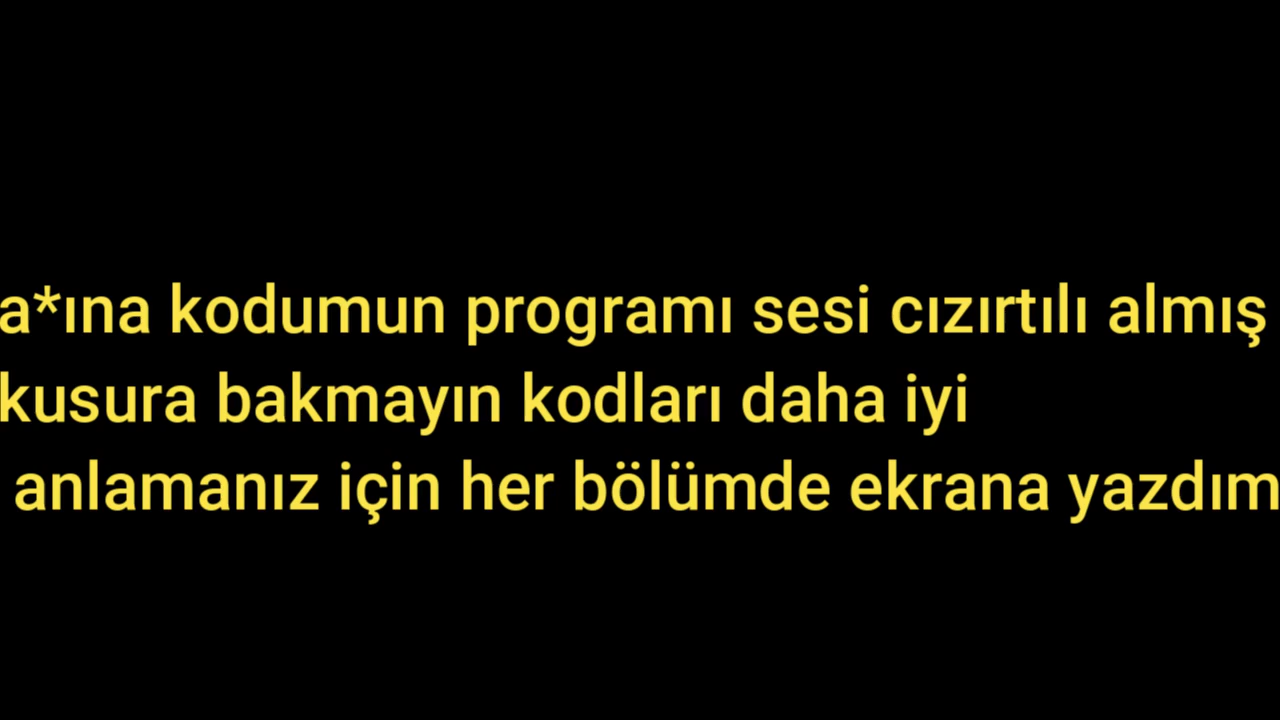 a*ına kodumun programı sesi cızırtılı almış
kusura bakmayın kodları daha iyi
anlamanız için her bölümde ekrana yazdım